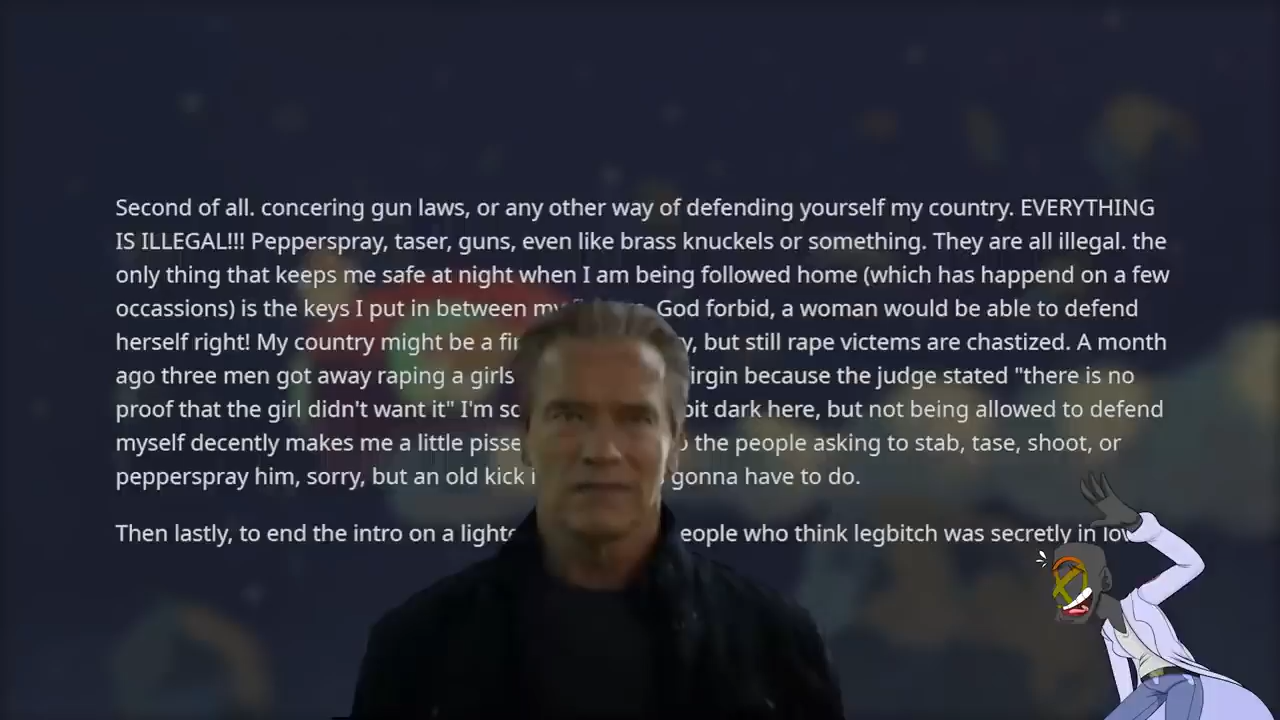 Second of all. concering gun laws, or any other way of defending yourself my country. EVERYTHING
IS ILLEGAL!!! Pepperspray, taser, guns, even like brass knuckels or something. They are all illegal. the
only thing that keeps me safe at night when I am being followed home (which has happend on a few
occassions) is the keys I put in between my God forbid, a woman would be able to defend
herself right! My country might be a but still rape victems are chastized. A month
ago three men got away raping a girls because the judge stated "there is no
proof that the girl didn't want it" I'm bit dark here, but not being allowed to defend
myself decently makes me a little the people asking to stab, tase, shoot, or
pepperspray him, sorry, but an old kick gonna have to do.
Then lastly, to end the intro on a who think legbitch was secretly in